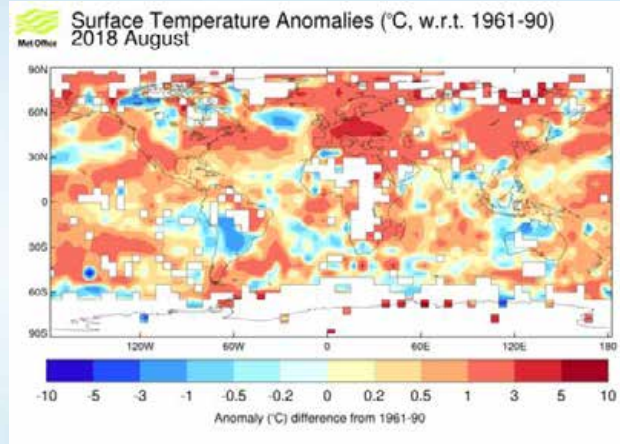 Met Office
Surface Temperature Anomalies (°C, w.r.t. 1961-90)
2018 August
90N
60N
30N
0
30S
60S
90S
120W
60W
0
60E
120E
180
-10
-5
-3
-1
-0.5
-0.2
0
0.2
0.5
1
3
5
10
Anomaly (°C) difference from 1961-90